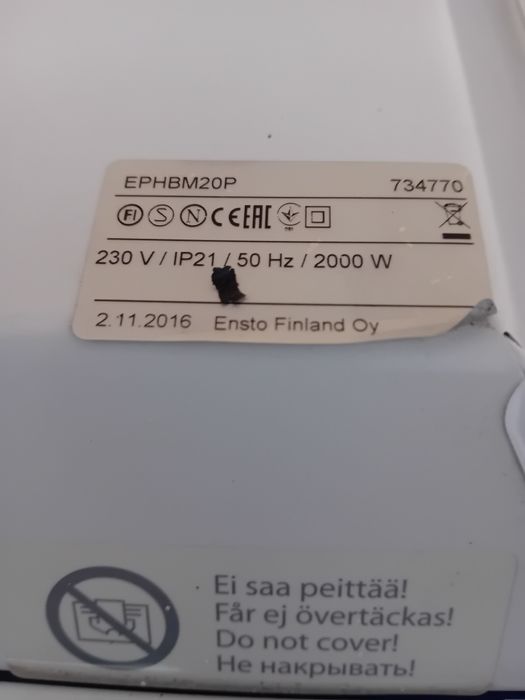 EPHBM20P 734770
FI S N CE EAC
230 V / IP21 / 50 Hz / 2000 W
2.11.2016 Ensto Finland Oy
Ei saa peittää!
Får ej övertäckas!
Do not cover!
Не накрывать!